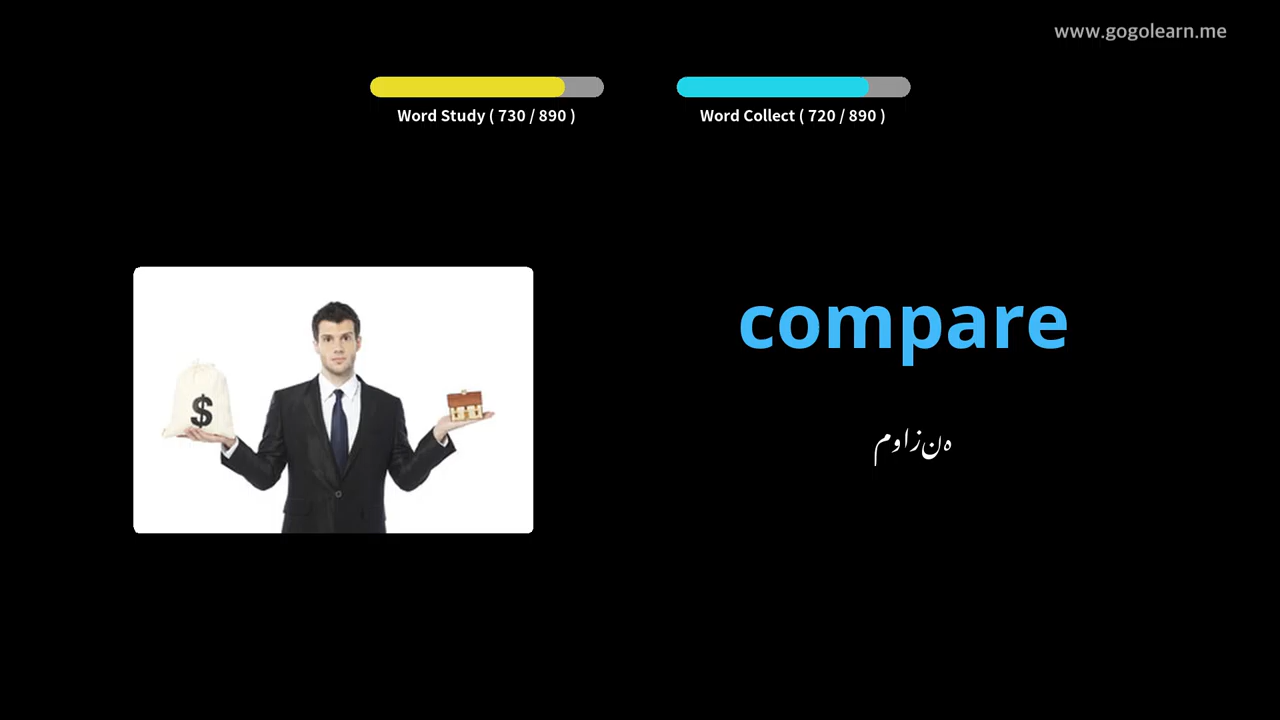 www.gogolearn.me
Word Study ( 730 / 890 )
Word Collect ( 720 / 890 )
compare
موازنہ
$